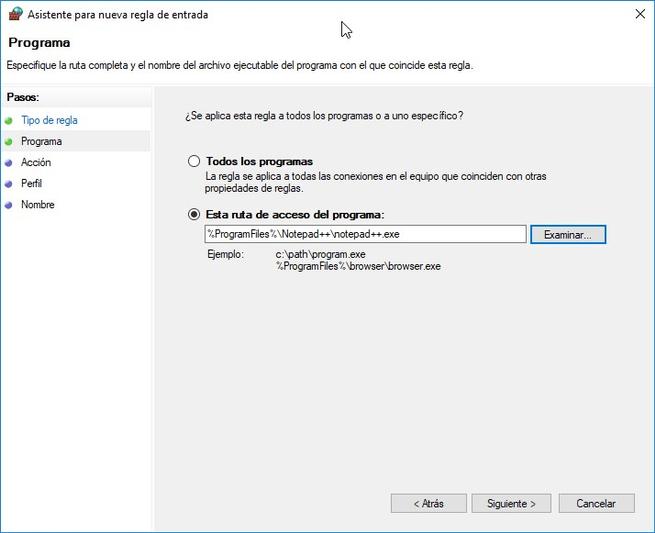 Asistente para nueva regla de entrada
Programa
Especifique la ruta completa y el nombre del archivo ejecutable del programa con el que coincide esta regla.
Pasos:
Tipo de regla
Programa
Acción
Perfil
Nombre
¿Se aplica esta regla a todos los programas o a uno específico?
Todos los programas
La regla se aplica a todas las conexiones en el equipo que coinciden con otras
propiedades de reglas.
Esta ruta de acceso del programa:
%ProgramFiles%\Notepad++\notepad++.exe
Examinar...
Ejemplo: c:\path\program.exe
%ProgramFiles%\browser\browser.exe
< Atrás
Siguiente >
Cancelar